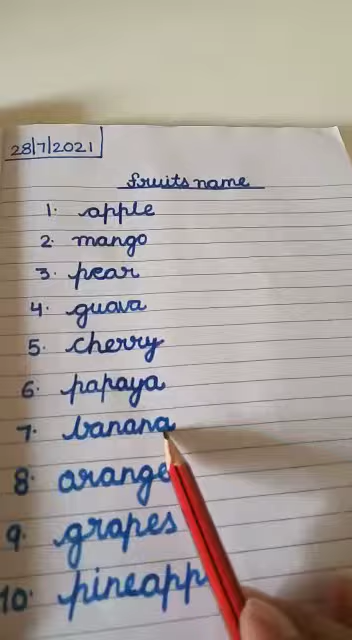 28/7/2021
fruits name
1. apple
2. mango
3. pear
4. guava
5. cherry
6. papaya
7. banana
8. orange
9. grapes
10. pineapp